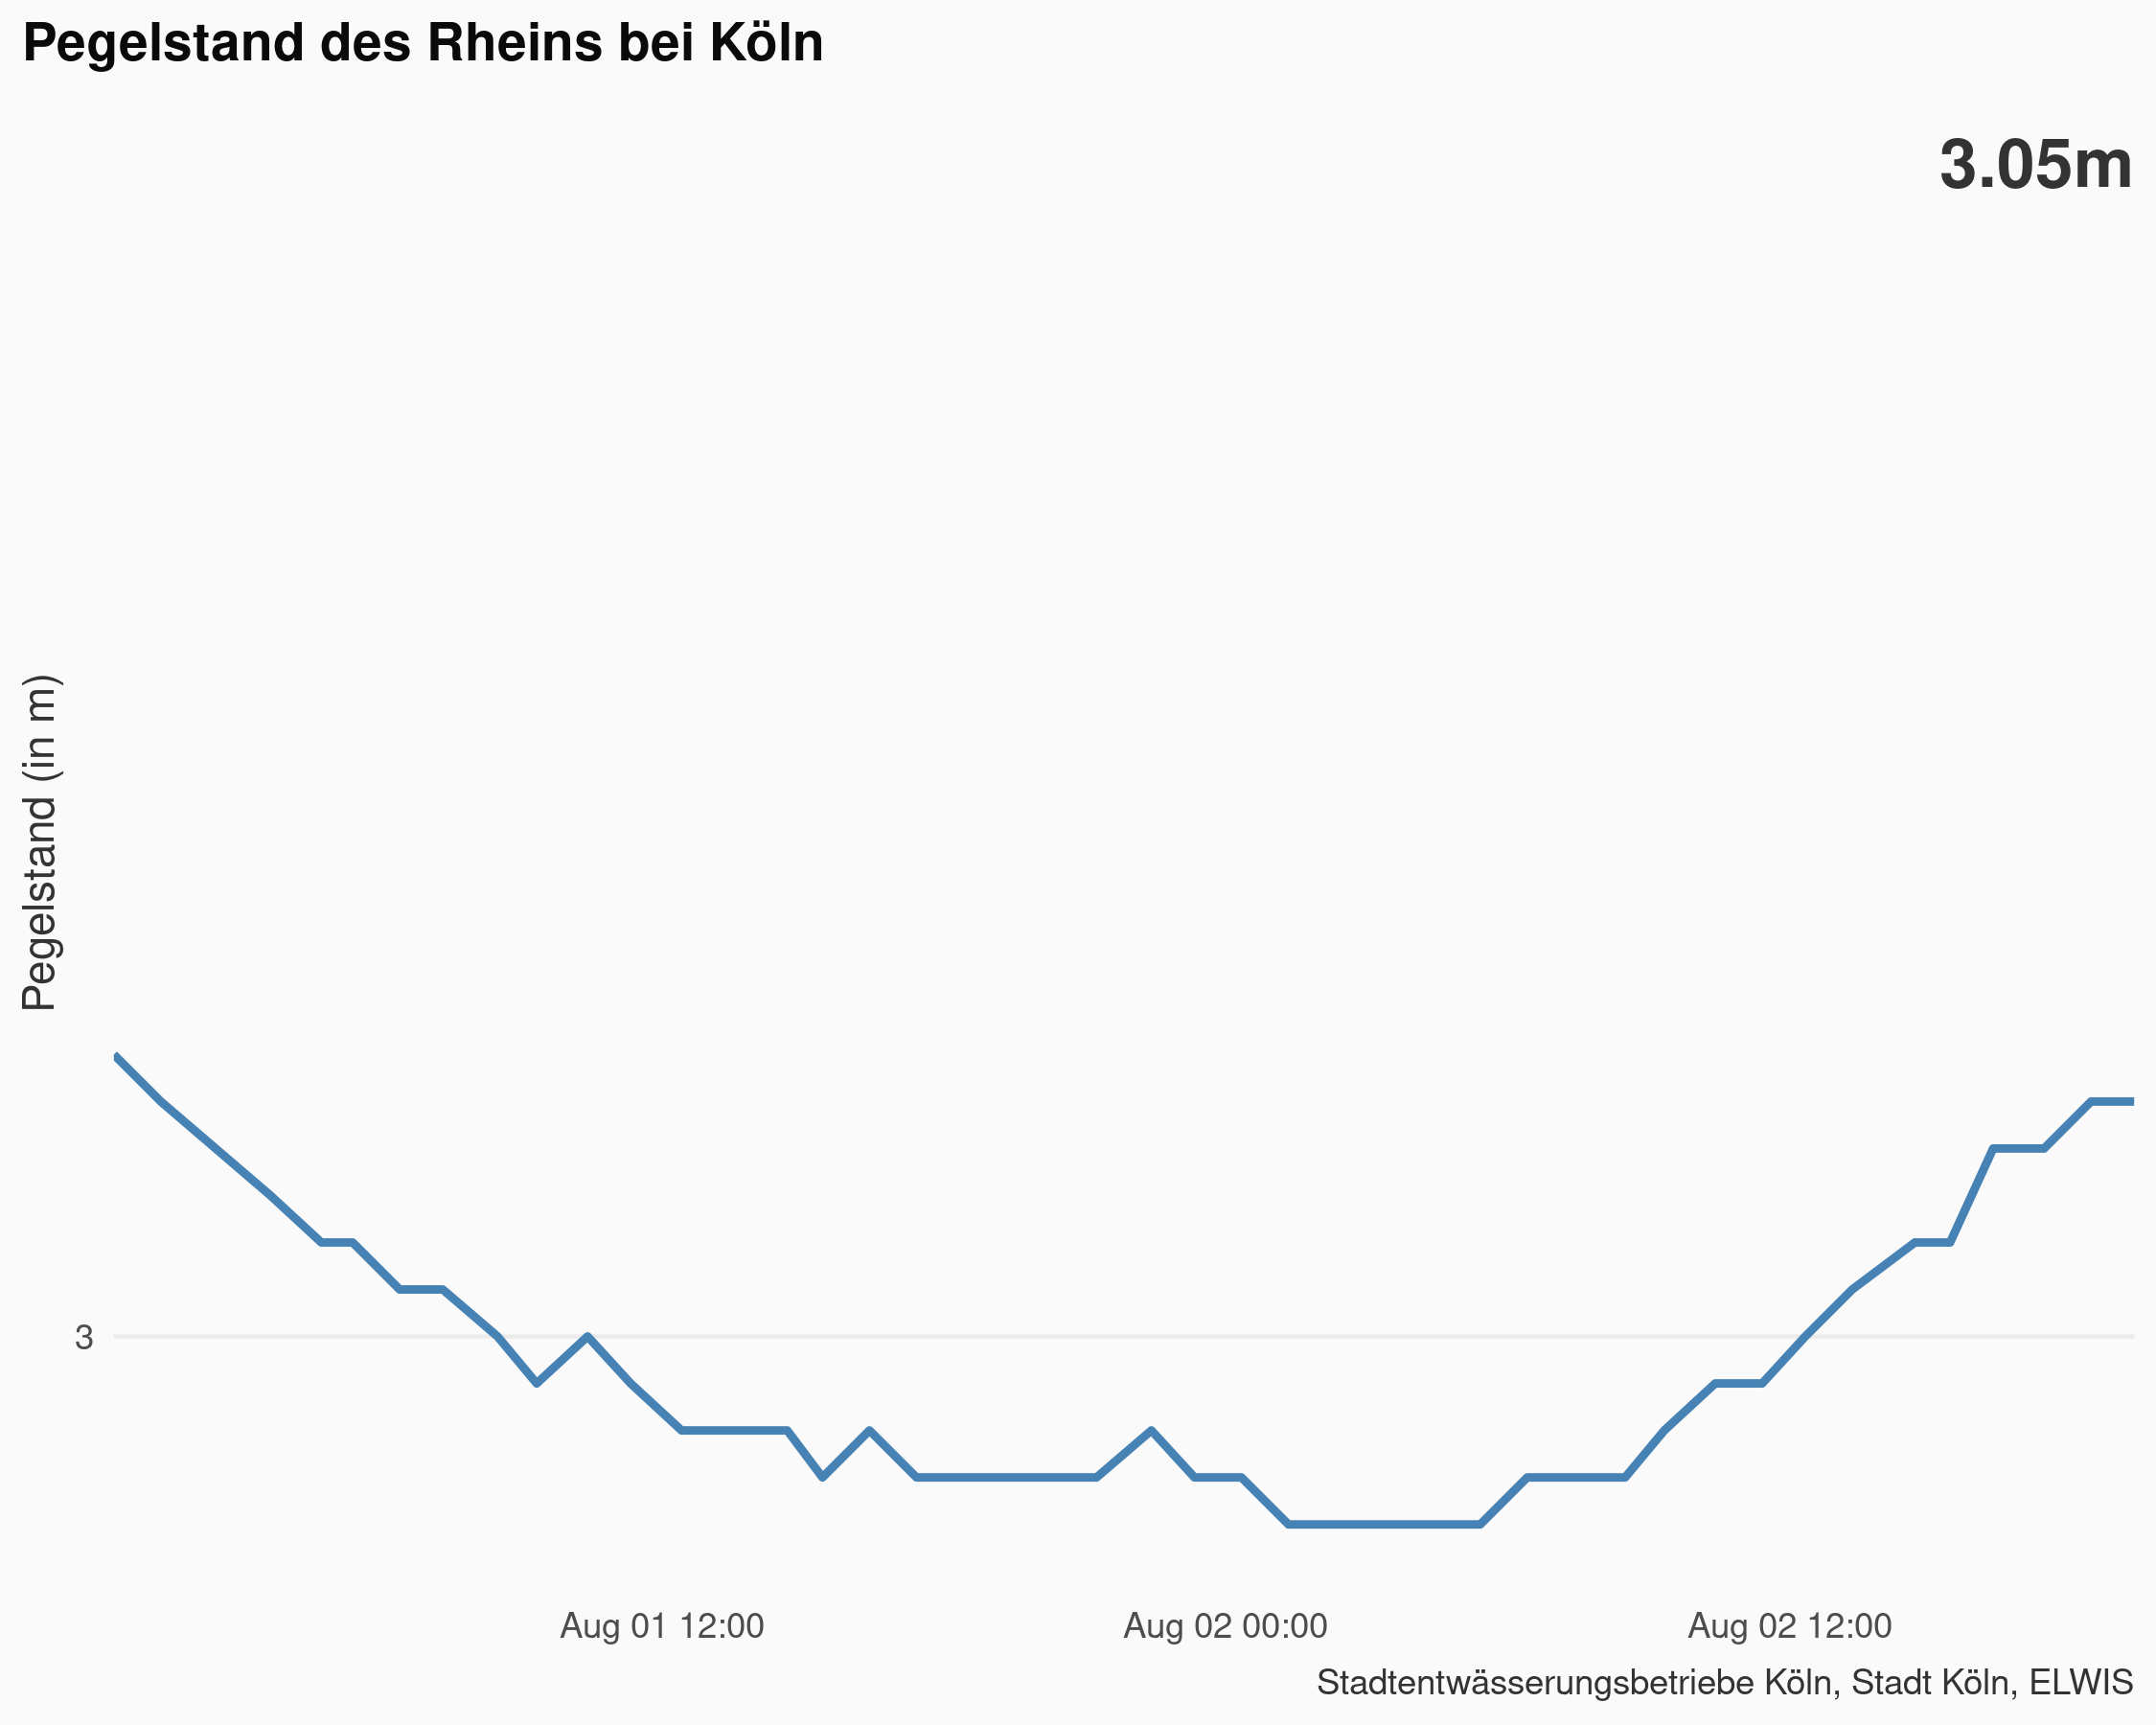 Pegelstand des Rheins bei Köln
3.05m
Pegelstand (in m)
3
Aug 01 12:00
Aug 02 00:00
Aug 02 12:00
Stadtentwässerungsbetriebe Köln, Stadt Köln, ELWIS